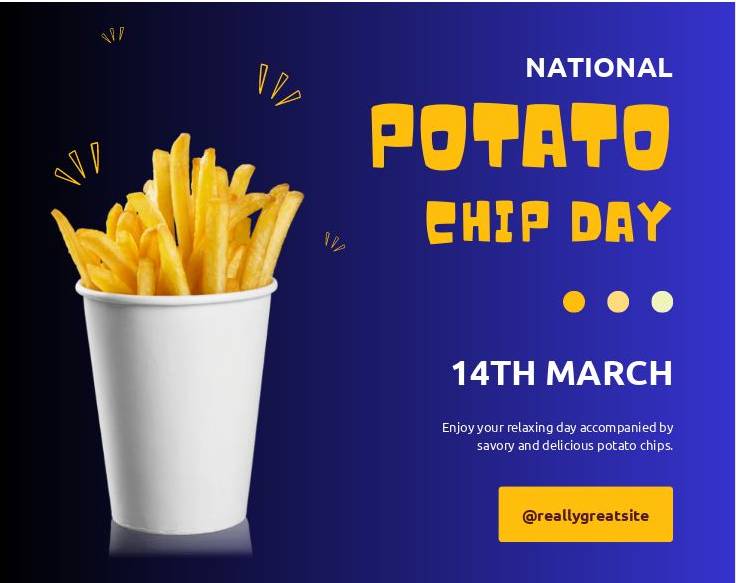 NATIONAL
POTATO
CHIP DAY
14TH MARCH
Enjoy your relaxing day accompanied by
savory and delicious potato chips.
@reallygreatsite